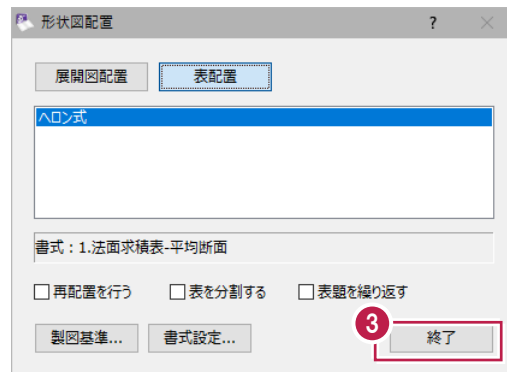 形状図配置 ?
展開図配置 表配置
ヘロン式
書式：1.法面求積表-平均断面
再配置を行う 表を分割する 表題を繰り返す
製図基準... 書式設定... 3 終了